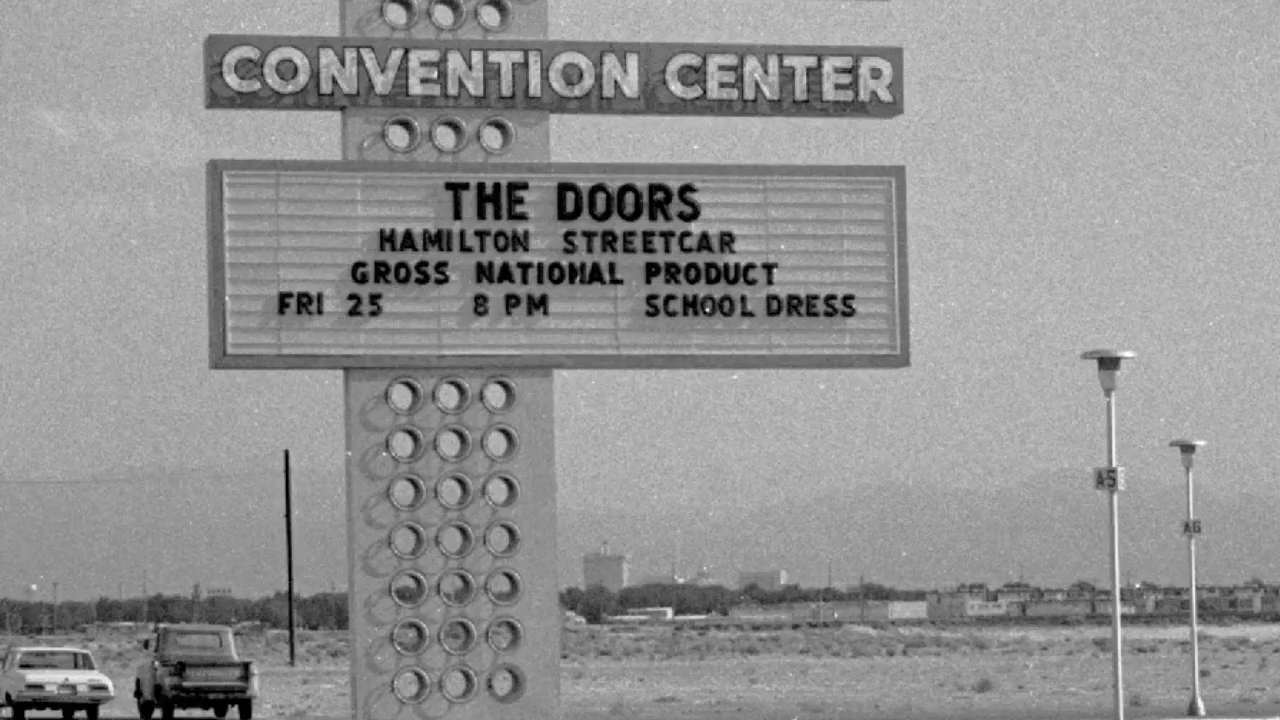 CONVENTION CENTER
THE DOORS
HAMILTON STREETCAR
GROSS NATIONAL PRODUCT
FRI 25 8 PM SCHOOL DRESS
A5
A6